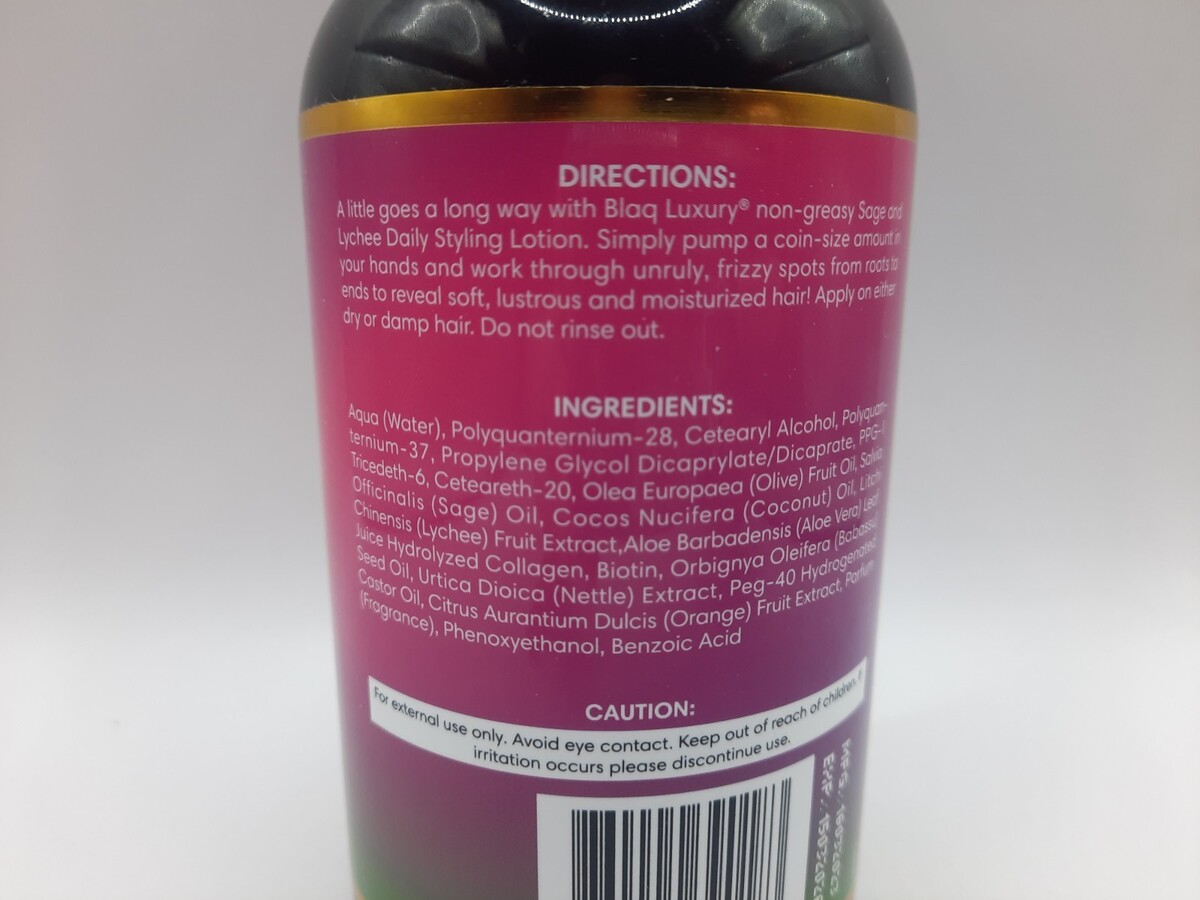 DIRECTIONS:
A little goes a long way with Blaq Luxury® non-greasy Sage and
Lychee Daily Styling Lotion. Simply pump a coin-size amount in
your hands and work through unruly, frizzy spots from roots to
ends to reveal soft, lustrous and moisturized hair! Apply on either
dry or damp hair. Do not rinse out.
INGREDIENTS:
Aqua (Water), Polyquanternium-28, Cetearyl Alcohol, Polyquan-
ternium-37, Propylene Glycol Dicaprylate/Dicaprate, PPG-1
Tricedeth-6, Ceteareth-20, Olea Europaea (Olive) Fruit Oil, Salvia
Officinalis (Sage) Oil, Cocos Nucifera (Coconut) Oil, Litchi
Chinensis (Lychee) Fruit Extract,Aloe Barbadensis (Aloe Vera) Leaf
Juice Hydrolyzed Collagen, Biotin, Orbignya Oleifera (Babassu)
Seed Oil, Urtica Dioica (Nettle) Extract, Peg-40 Hydrogenated
Castor Oil, Citrus Aurantium Dulcis (Orange) Fruit Extract, Parfum
(Fragrance), Phenoxyethanol, Benzoic Acid
CAUTION:
For external use only. Avoid eye contact. Keep out of reach of children. If
irritation occurs please discontinue use.
MFG
EXP